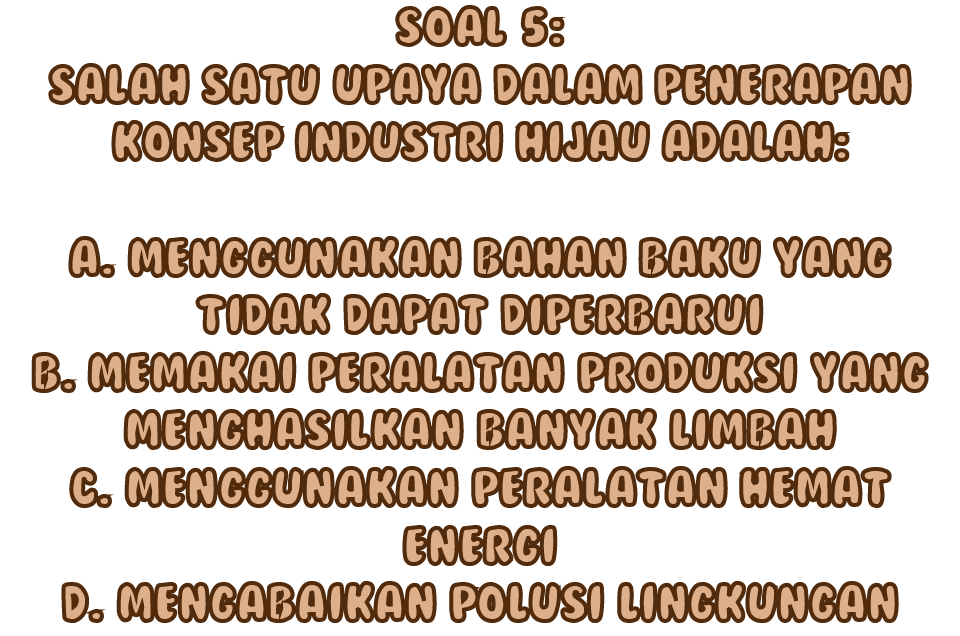 SOAL 5:
SALAH SATU UPAYA DALAM PENERAPAN
KONSEP INDUSTRI HIJAU ADALAH:
A. MENGGUNAKAN BAHAN BAKU YANG
TIDAK DAPAT DIPERBARUI
B. MEMAKAI PERALATAN PRODUKSI YANG
MENGHASILKAN BANYAK LIMBAH
C. MENGGUNAKAN PERALATAN HEMAT
ENERGI
D. MENGABAIKAN POLUSI LINGKUNGAN